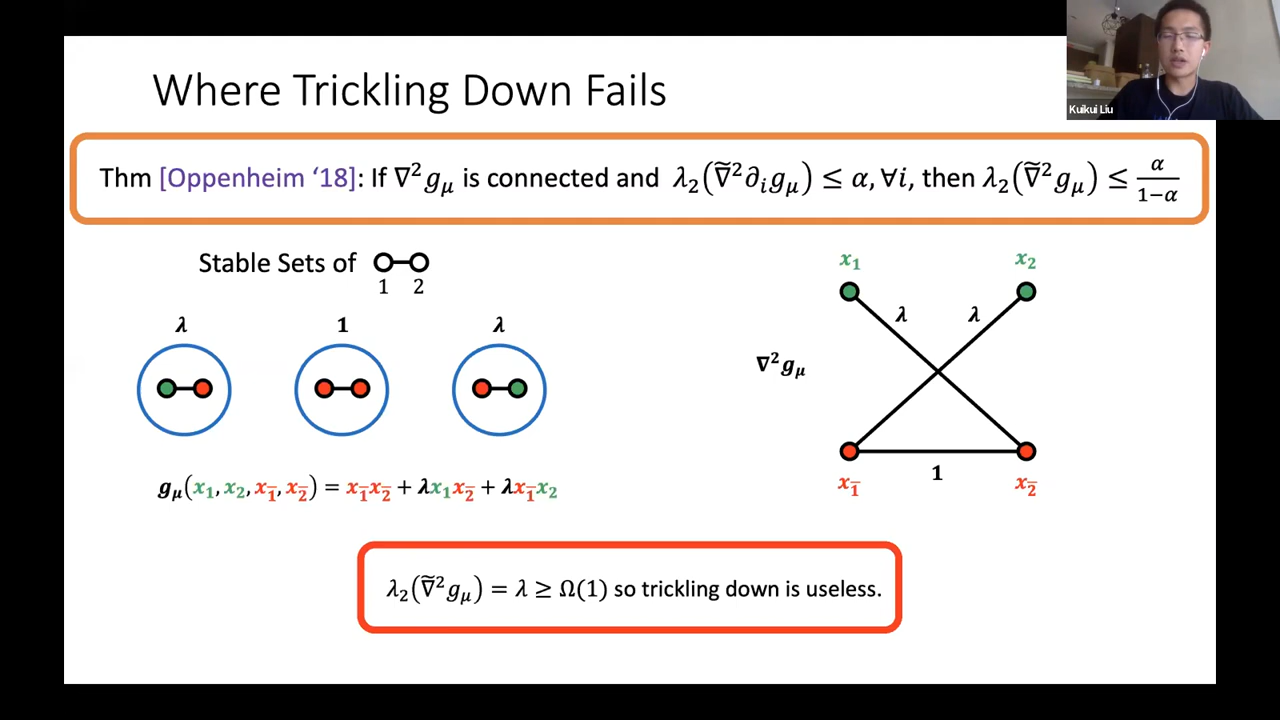 Where Trickling Down Fails
Kuikui Liu
Thm [Oppenheim ‘18]: If ∇²g_μ is connected and λ₂(∇̃²∂ᵢg_μ) ≤ α, ∀i, then λ₂(∇̃²g_μ) ≤ α/(1−α)
Stable Sets of
1 2
λ 1 λ
g_μ(x₁, x₂, x_1̄, x_2̄) = x_1̄x_2̄ + λx₁x_2̄ + λx_1̄x₂
x₁ x₂
λ λ
∇²g_μ
1
x_1̄ x_2̄
λ₂(∇̃²g_μ) = λ ≥ Ω(1) so trickling down is useless.